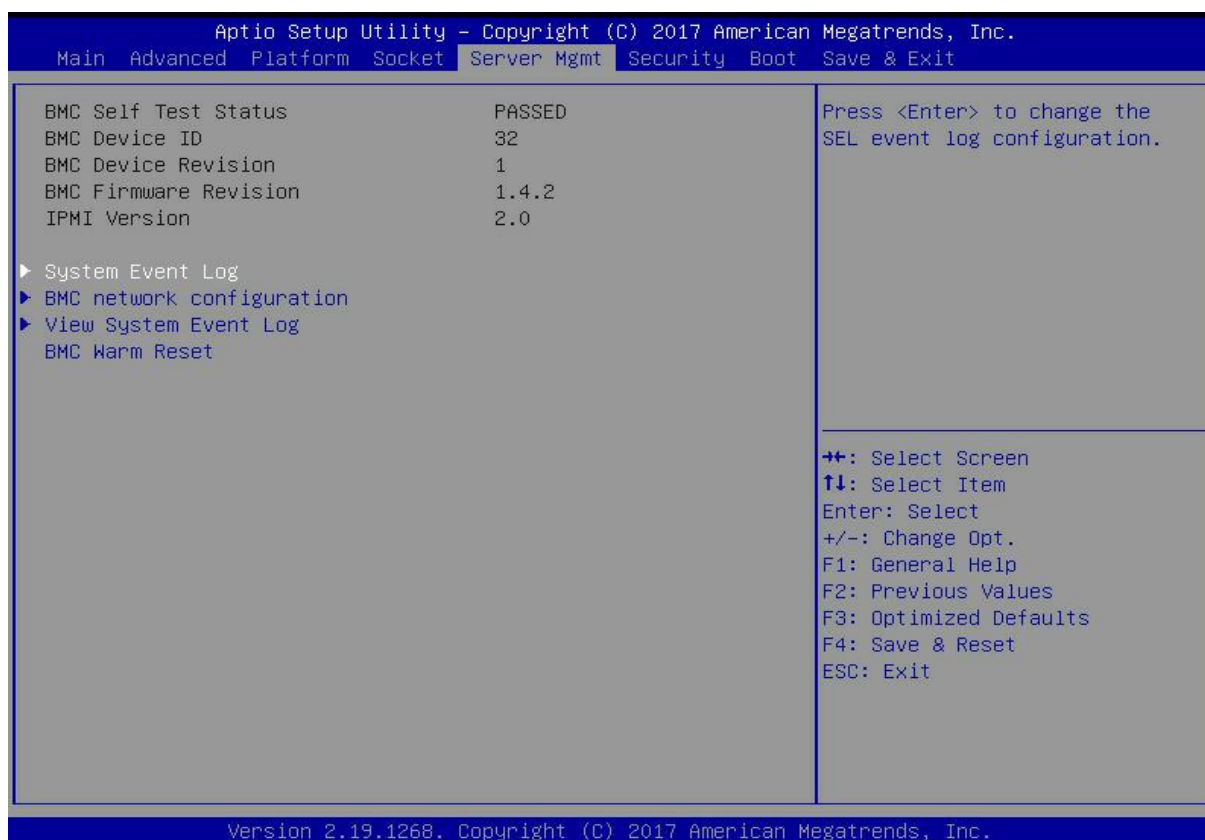 Aptio Setup Utility – Copyright (C) 2017 American Megatrends, Inc.
Main Advanced Platform Socket Server Mgmt Security Boot Save & Exit
BMC Self Test Status PASSED
BMC Device ID 32
BMC Device Revision 1
BMC Firmware Revision 1.4.2
IPMI Version 2.0
▶ System Event Log
▶ BMC network configuration
▶ View System Event Log
BMC Warm Reset
Press <Enter> to change the
SEL event log configuration.
→←: Select Screen
↑↓: Select Item
Enter: Select
+/-: Change Opt.
F1: General Help
F2: Previous Values
F3: Optimized Defaults
F4: Save & Reset
ESC: Exit
Version 2.19.1268. Copyright (C) 2017 American Megatrends, Inc.